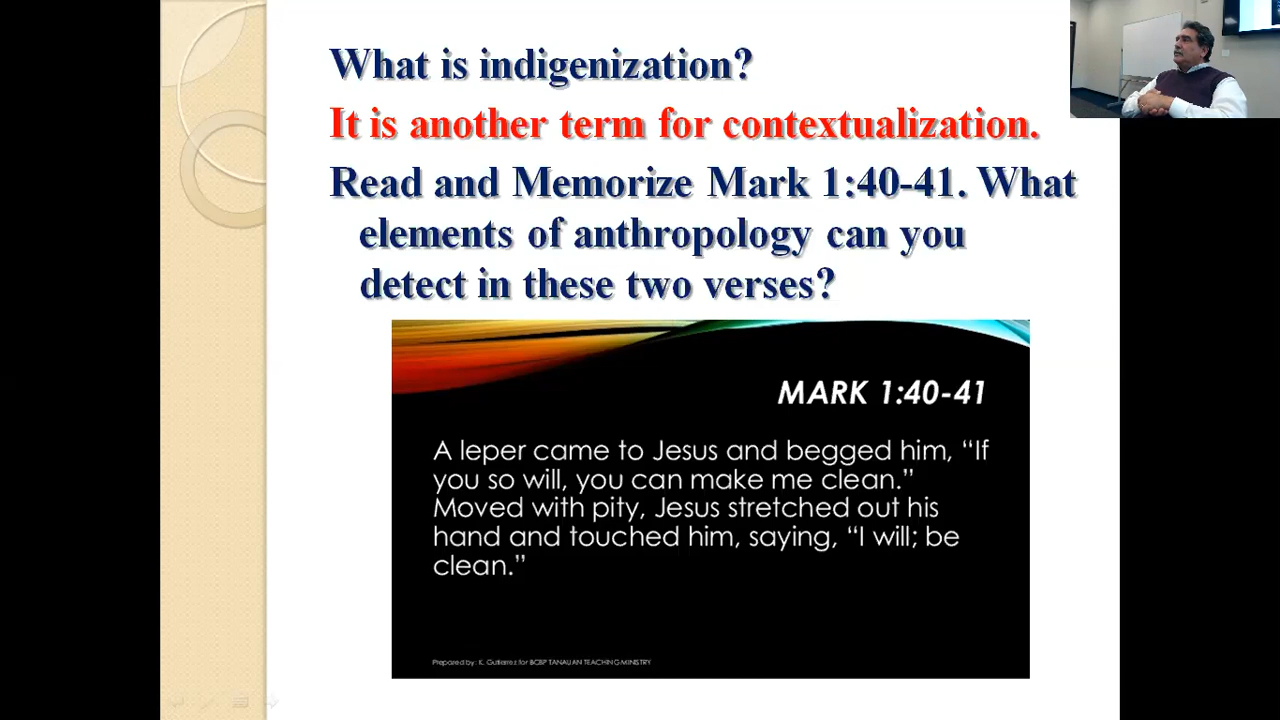 What is indigenization?
It is another term for contextualization.
Read and Memorize Mark 1:40-41. What
elements of anthropology can you
detect in these two verses?
MARK 1:40-41
A leper came to Jesus and begged him, “If
you so will, you can make me clean.”
Moved with pity, Jesus stretched out his
hand and touched him, saying, “I will; be
clean.”
Prepared by: K. Gutierrez for BCBP TANAUAN TEACHING MINISTRY